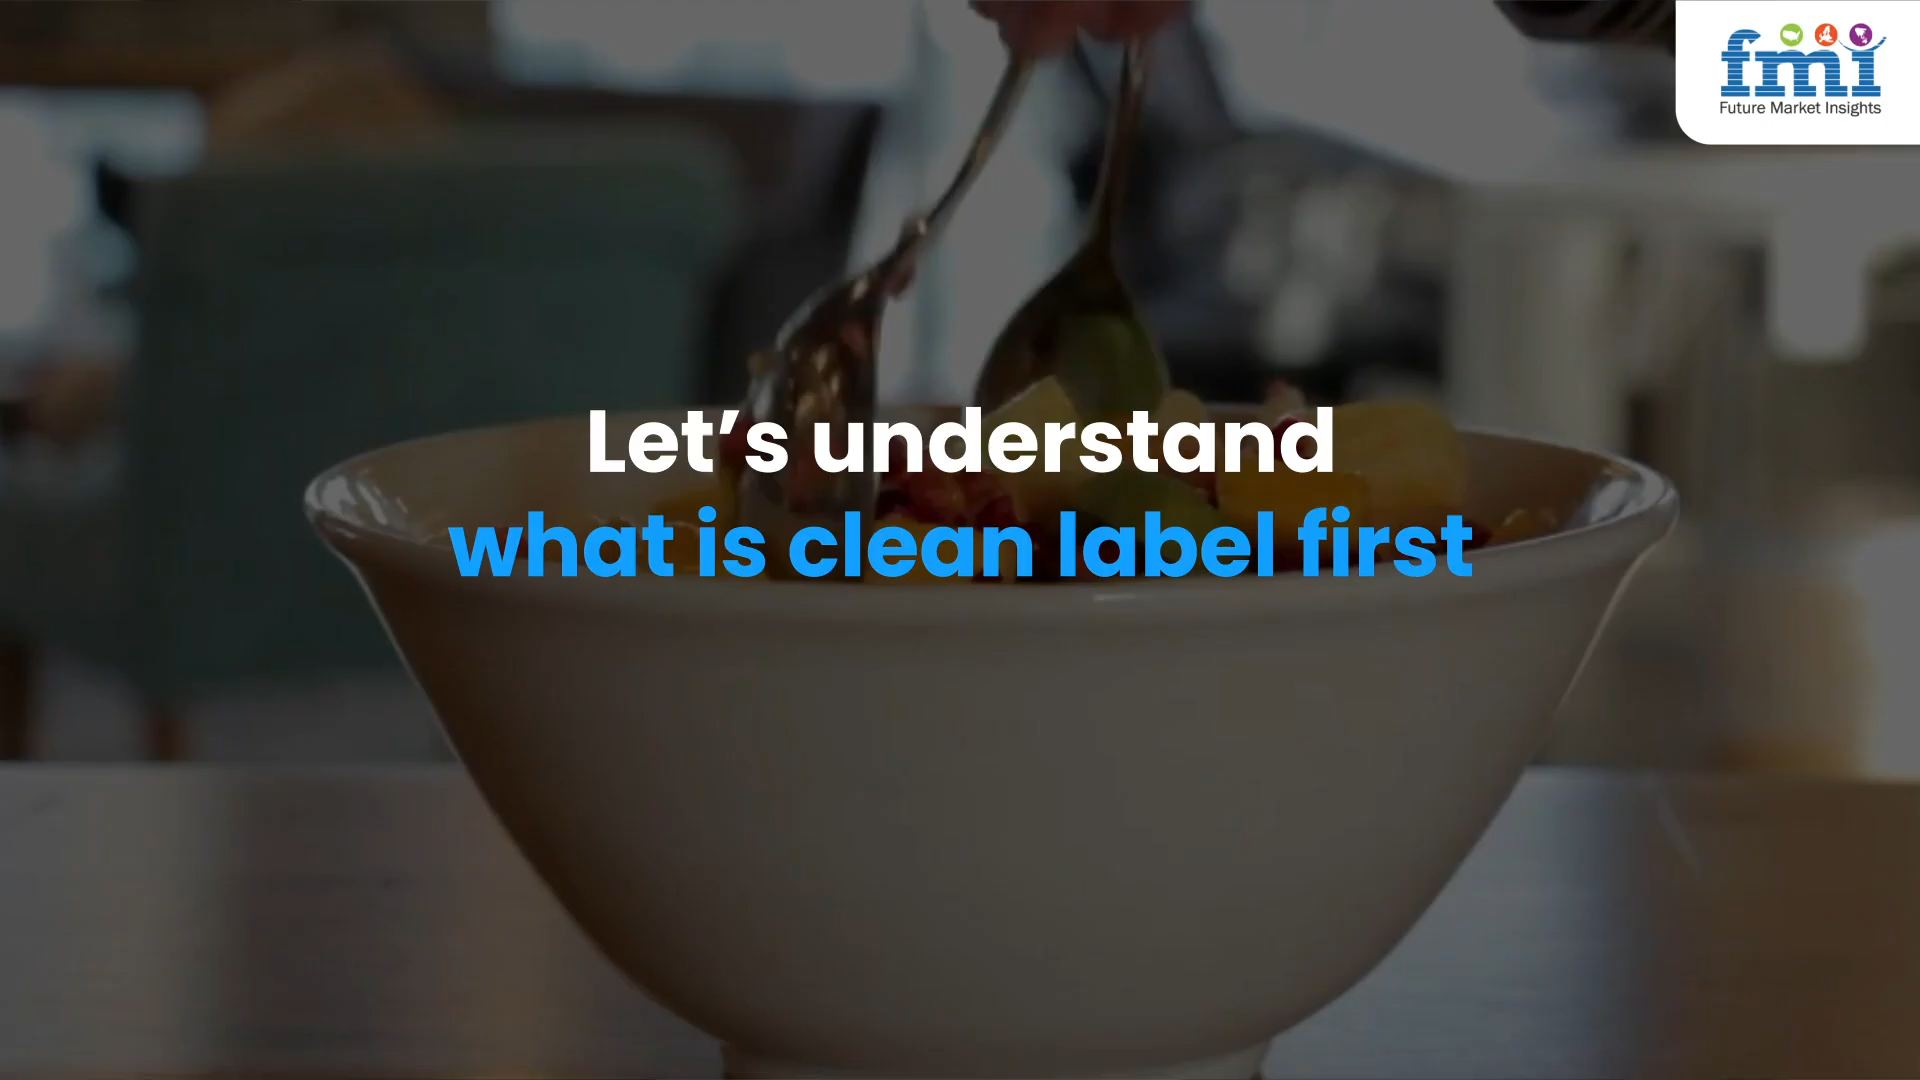 fmi
Future Market Insights
Let’s understand
what is clean label first